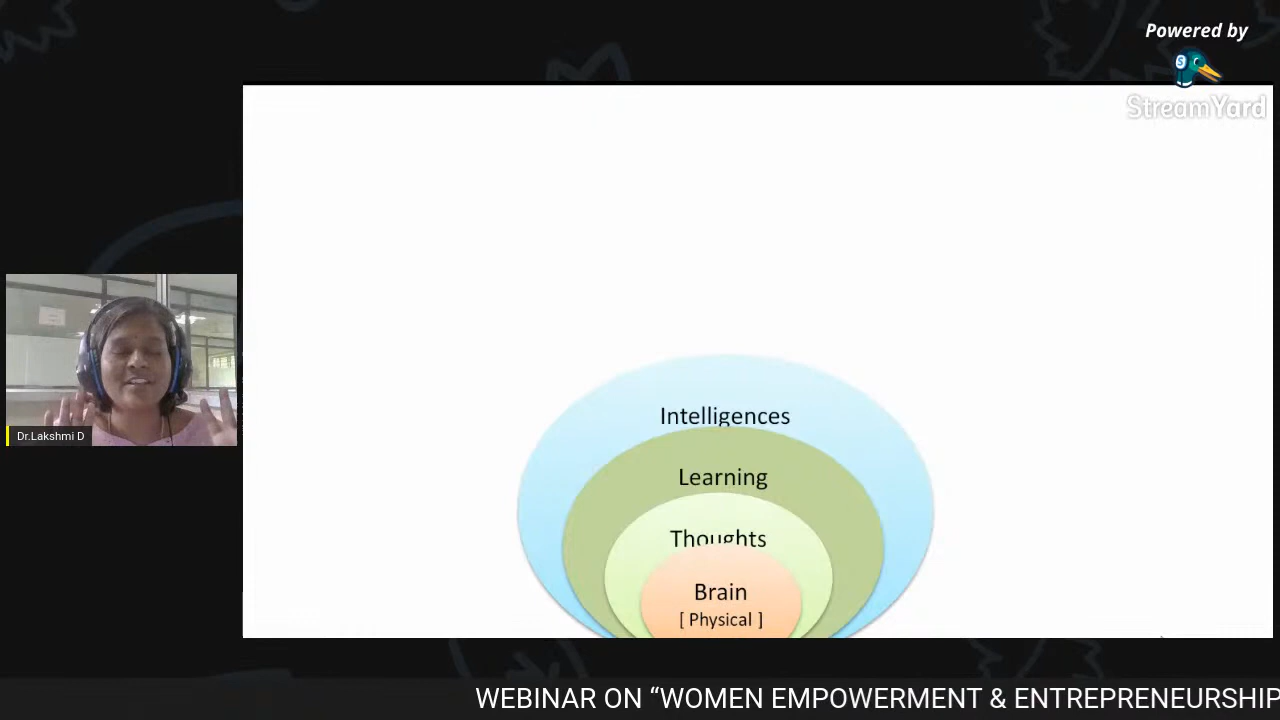 Powered by
StreamYard
Intelligences
Learning
Thoughts
Brain
[ Physical ]
Dr.Lakshmi D
WEBINAR ON “WOMEN EMPOWERMENT & ENTREPRENEURSHIP